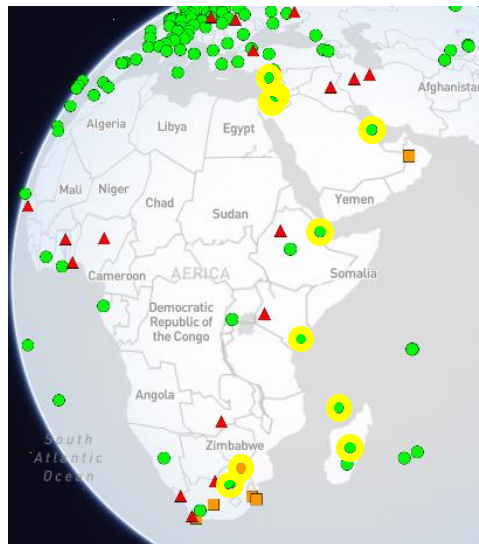 Afghanistan
Algeria
Libya
Egypt
Mali
Niger
Chad
Sudan
Yemen
AFRICA
Somalia
Cameroon
Democratic
Republic of
the Congo
Angola
Zimbabwe
South
Atlantic
Ocean